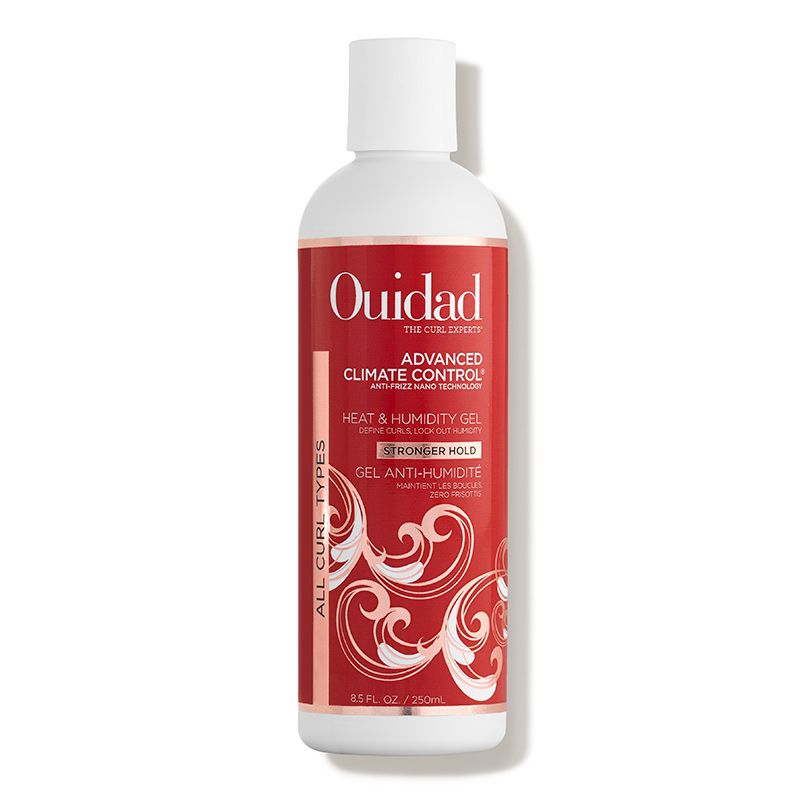 Ouidad
THE CURL EXPERTS®
ADVANCED
CLIMATE CONTROL®
ANTI-FRIZZ NANO TECHNOLOGY
HEAT & HUMIDITY GEL
DEFINE CURLS, LOCK OUT HUMIDITY
STRONGER HOLD
GEL ANTI-HUMIDITÉ
MAINTIENT LES BOUCLES,
ZERO FRISOTTIS
ALL CURL TYPES
8.5 FL. OZ. / 250mL